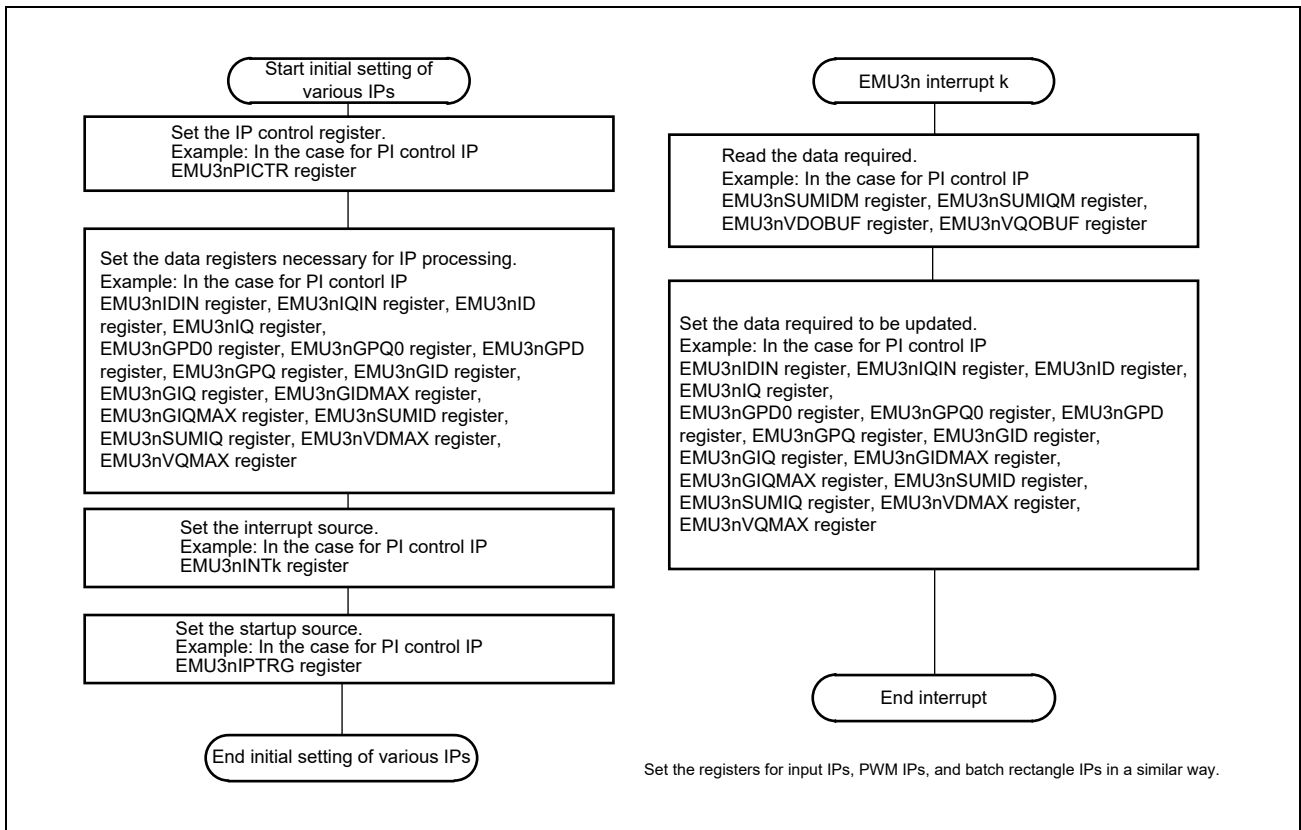 Start initial setting of
various IPs
Set the IP control register.
Example: In the case for PI control IP
EMU3nPICTR register
Set the data registers necessary for IP processing.
Example: In the case for PI contorl IP
EMU3nIDIN register, EMU3nIQIN register, EMU3nID
register, EMU3nIQ register,
EMU3nGPD0 register, EMU3nGPQ0 register, EMU3nGPD
register, EMU3nGPQ register, EMU3nGID register,
EMU3nGIQ register, EMU3nGIDMAX register,
EMU3nGIQMAX register, EMU3nSUMID register,
EMU3nSUMIQ register, EMU3nVDMAX register,
EMU3nVQMAX register
Set the interrupt source.
Example: In the case for PI control IP
EMU3nINTk register
Set the startup source.
Example: In the case for PI control IP
EMU3nIPTRG register
End initial setting of various IPs
EMU3n interrupt k
Read the data required.
Example: In the case for PI control IP
EMU3nSUMIDM register, EMU3nSUMIQM register,
EMU3nVDOBUF register, EMU3nVQOBUF register
Set the data required to be updated.
Example: In the case for PI control IP
EMU3nIDIN register, EMU3nIQIN register, EMU3nID register,
EMU3nIQ register,
EMU3nGPD0 register, EMU3nGPQ0 register, EMU3nGPD
register, EMU3nGPQ register, EMU3nGID register,
EMU3nGIQ register, EMU3nGIDMAX register,
EMU3nGIQMAX register, EMU3nSUMID register,
EMU3nSUMIQ register, EMU3nVDMAX register,
EMU3nVQMAX register
End interrupt
Set the registers for input IPs, PWM IPs, and batch rectangle IPs in a similar way.